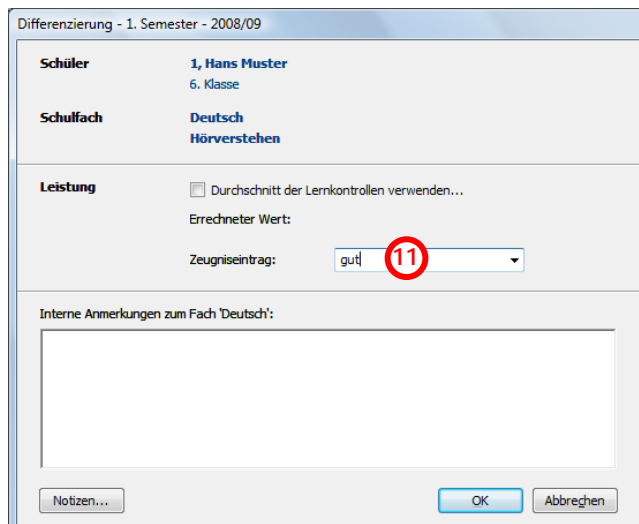 Differenzierung - 1. Semester - 2008/09
Schüler 1, Hans Muster
6. Klasse
Schulfach Deutsch
Hörverstehen
Leistung Durchschnitt der Lernkontrollen verwenden...
Errechneter Wert:
Zeugniseintrag: gut 11
Interne Anmerkungen zum Fach 'Deutsch':
Notizen... OK Abbrechen